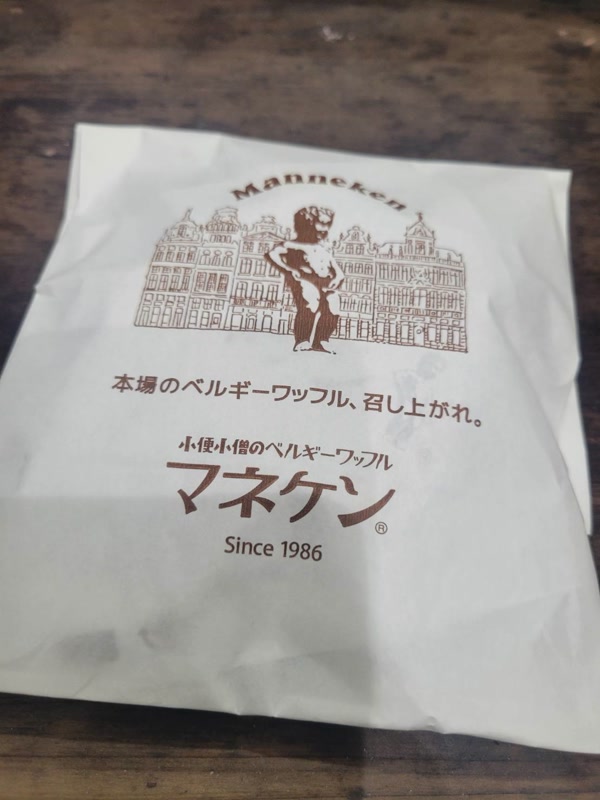 Manneken
本場のベルギーワッフル、召し上がれ。
小便小僧のベルギーワッフル
マネケン®
Since 1986